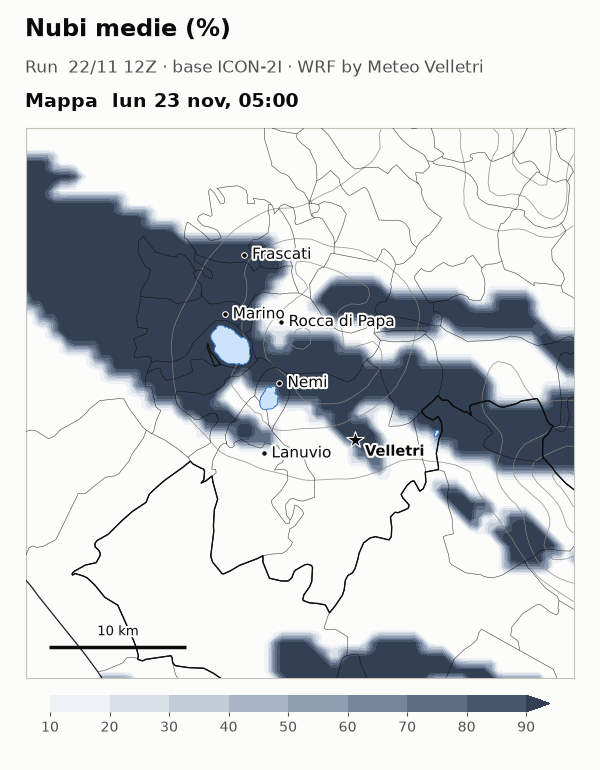 Nubi medie (%)
Run  22/11 12Z · base ICON-2I · WRF by Meteo Velletri
Mappa  lun 23 nov, 05:00
Frascati
Marino
Rocca di Papa
Nemi
Velletri
Lanuvio
10 km
10 20 30 40 50 60 70 80 90